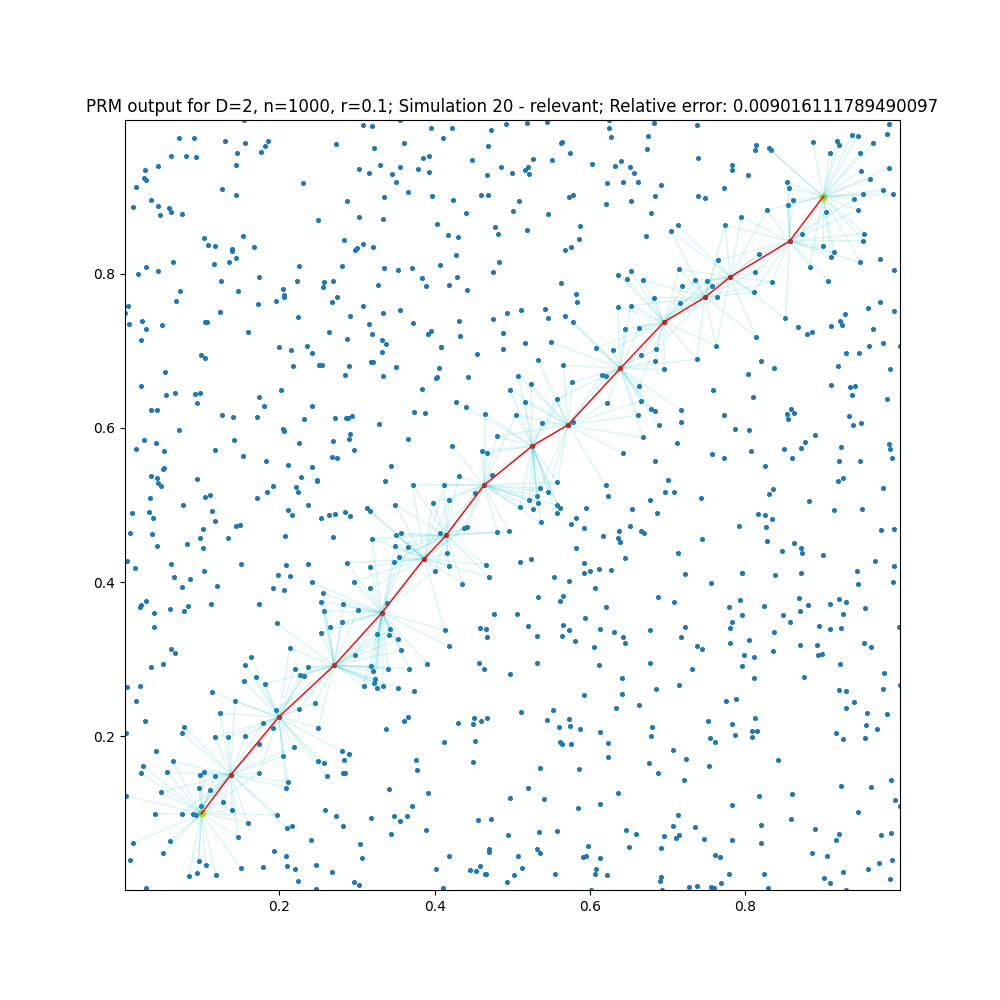 PRM output for D=2, n=1000, r=0.1; Simulation 20 - relevant; Relative error: 0.009016111789490097
0.8
0.6
0.4
0.2
0.2 0.4 0.6 0.8